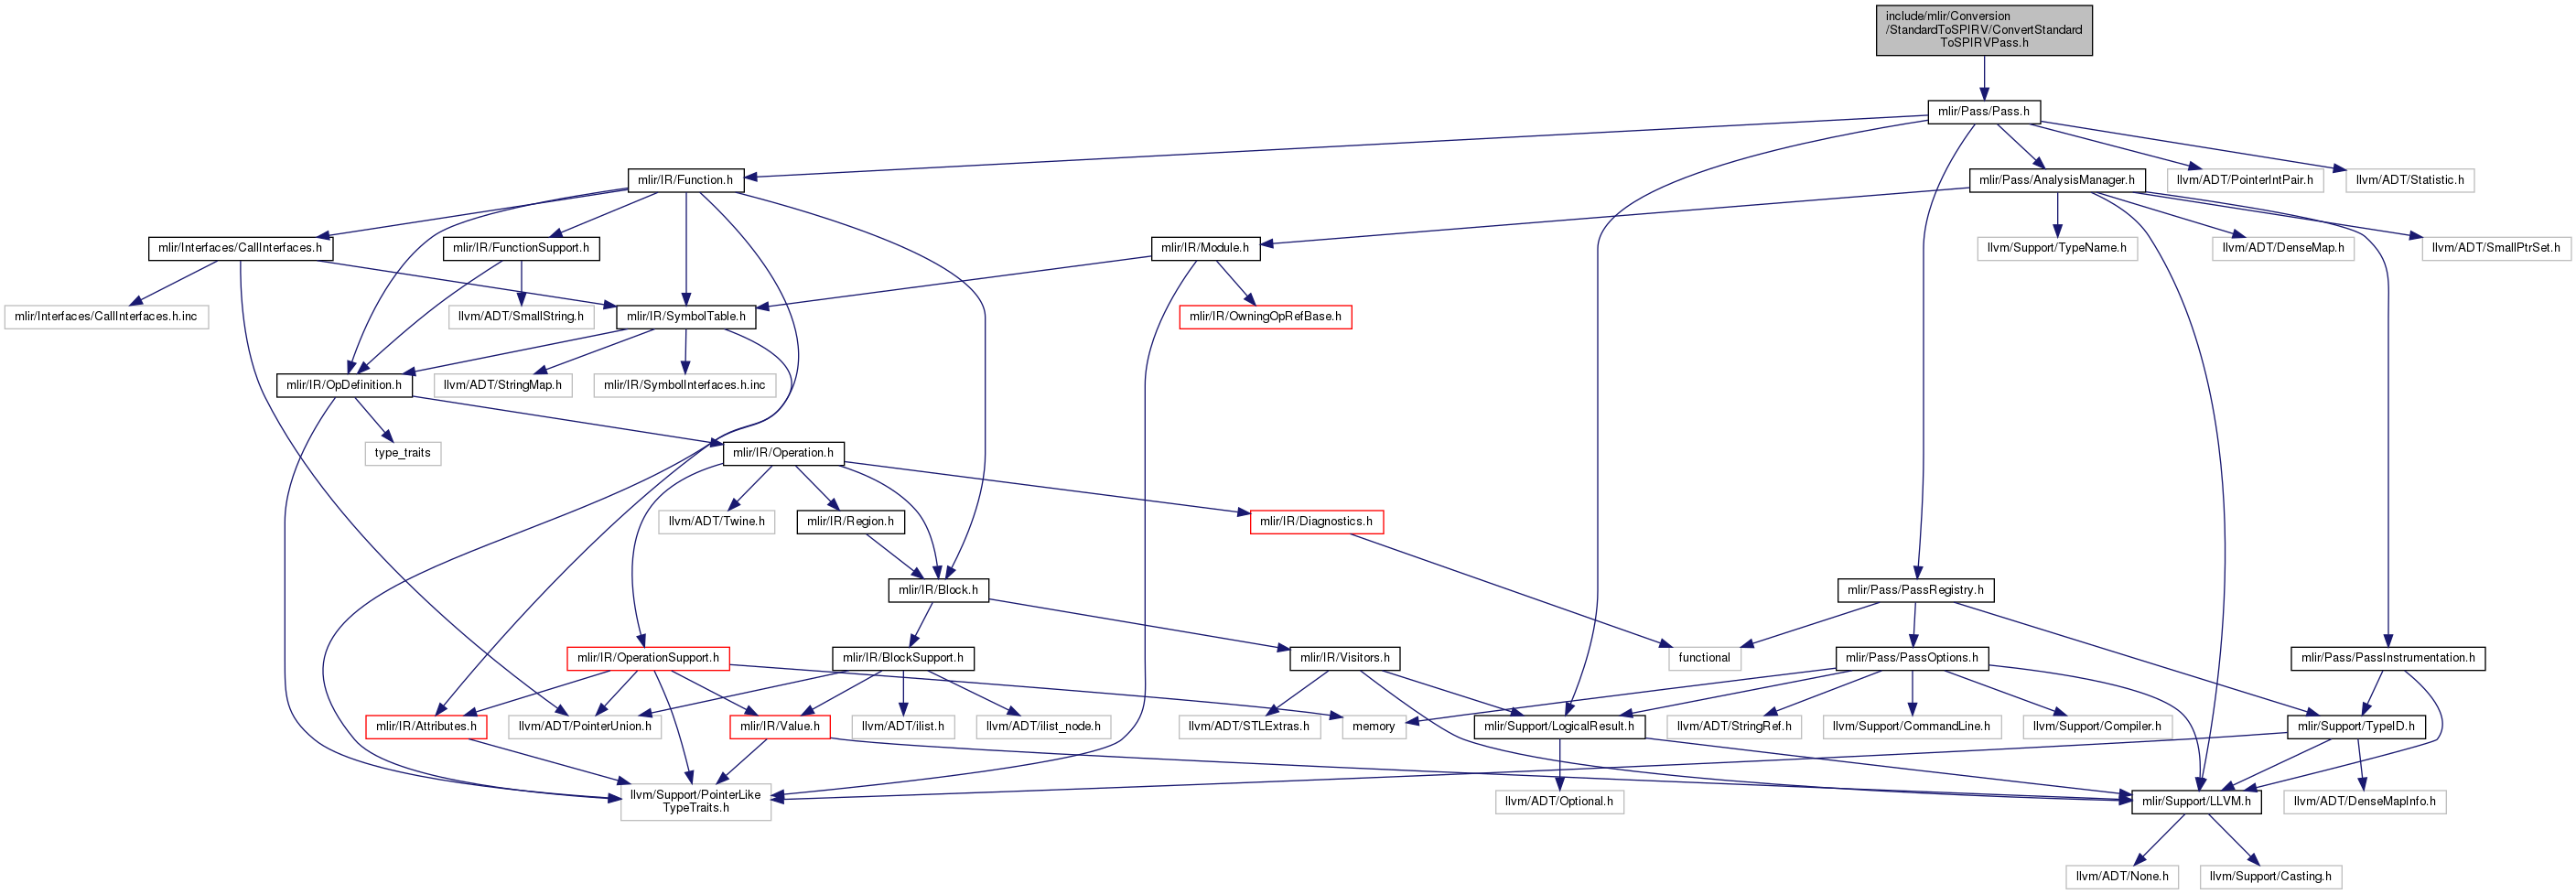 include/mlir/Conversion
/StandardToSPIRV/ConvertStandard
ToSPIRVPass.h
mlir/Pass/Pass.h
mlir/IR/Function.h
mlir/Pass/AnalysisManager.h
llvm/ADT/PointerIntPair.h
llvm/ADT/Statistic.h
mlir/Interfaces/CallInterfaces.h
mlir/IR/FunctionSupport.h
mlir/IR/Module.h
llvm/Support/TypeName.h
llvm/ADT/DenseMap.h
llvm/ADT/SmallPtrSet.h
mlir/Interfaces/CallInterfaces.h.inc
llvm/ADT/SmallString.h
mlir/IR/SymbolTable.h
mlir/IR/OwningOpRefBase.h
mlir/IR/OpDefinition.h
llvm/ADT/StringMap.h
mlir/IR/SymbolInterfaces.h.inc
type_traits
mlir/IR/Operation.h
llvm/ADT/Twine.h
mlir/IR/Region.h
mlir/IR/Diagnostics.h
mlir/IR/Block.h
mlir/Pass/PassRegistry.h
mlir/IR/OperationSupport.h
mlir/IR/BlockSupport.h
mlir/IR/Visitors.h
functional
mlir/Pass/PassOptions.h
mlir/Pass/PassInstrumentation.h
mlir/IR/Attributes.h
llvm/ADT/PointerUnion.h
mlir/IR/Value.h
llvm/ADT/ilist.h
llvm/ADT/ilist_node.h
llvm/ADT/STLExtras.h
memory
mlir/Support/LogicalResult.h
llvm/ADT/StringRef.h
llvm/Support/CommandLine.h
llvm/Support/Compiler.h
mlir/Support/TypeID.h
llvm/Support/PointerLike
TypeTraits.h
llvm/ADT/Optional.h
mlir/Support/LLVM.h
llvm/ADT/DenseMapInfo.h
llvm/ADT/None.h
llvm/Support/Casting.h